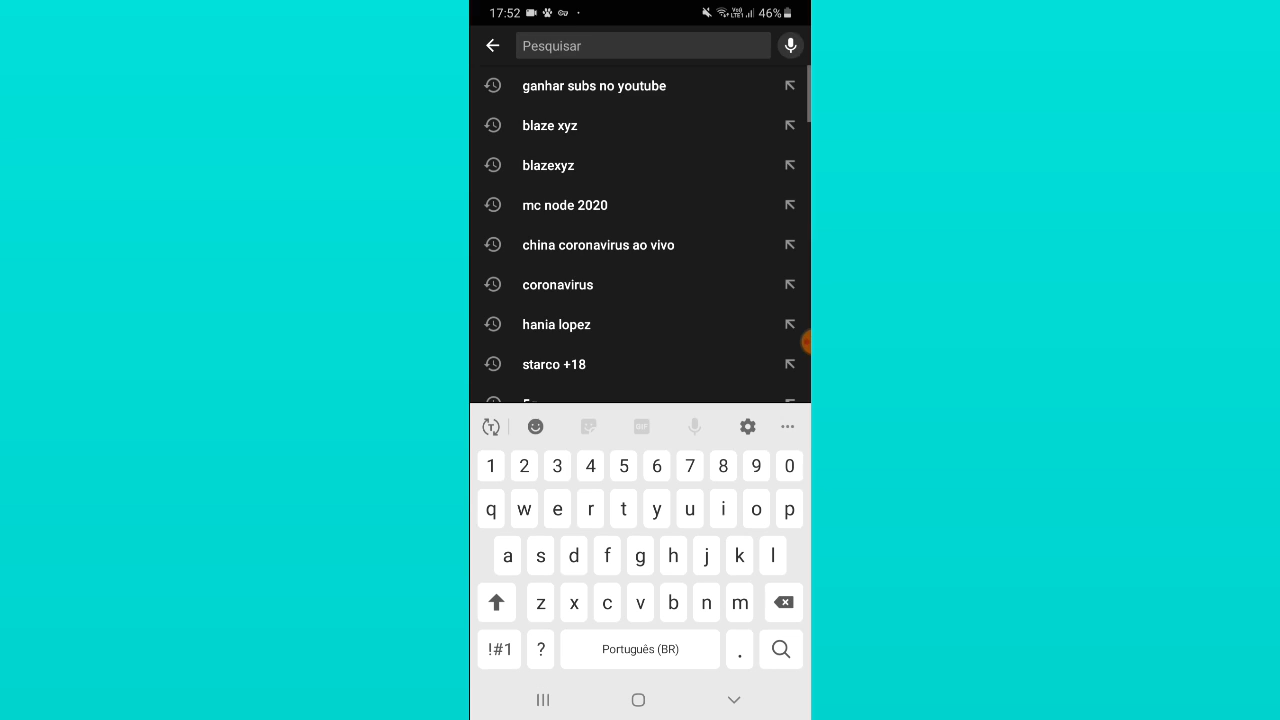 17:52 46%
Pesquisar
ganhar subs no youtube
blaze xyz
blazexyz
mc node 2020
china coronavirus ao vivo
coronavirus
hania lopez
starco +18
GIF
1 2 3 4 5 6 7 8 9 0
q w e r t y u i o p
a s d f g h j k l
z x c v b n m
!#1 ? Português (BR) .